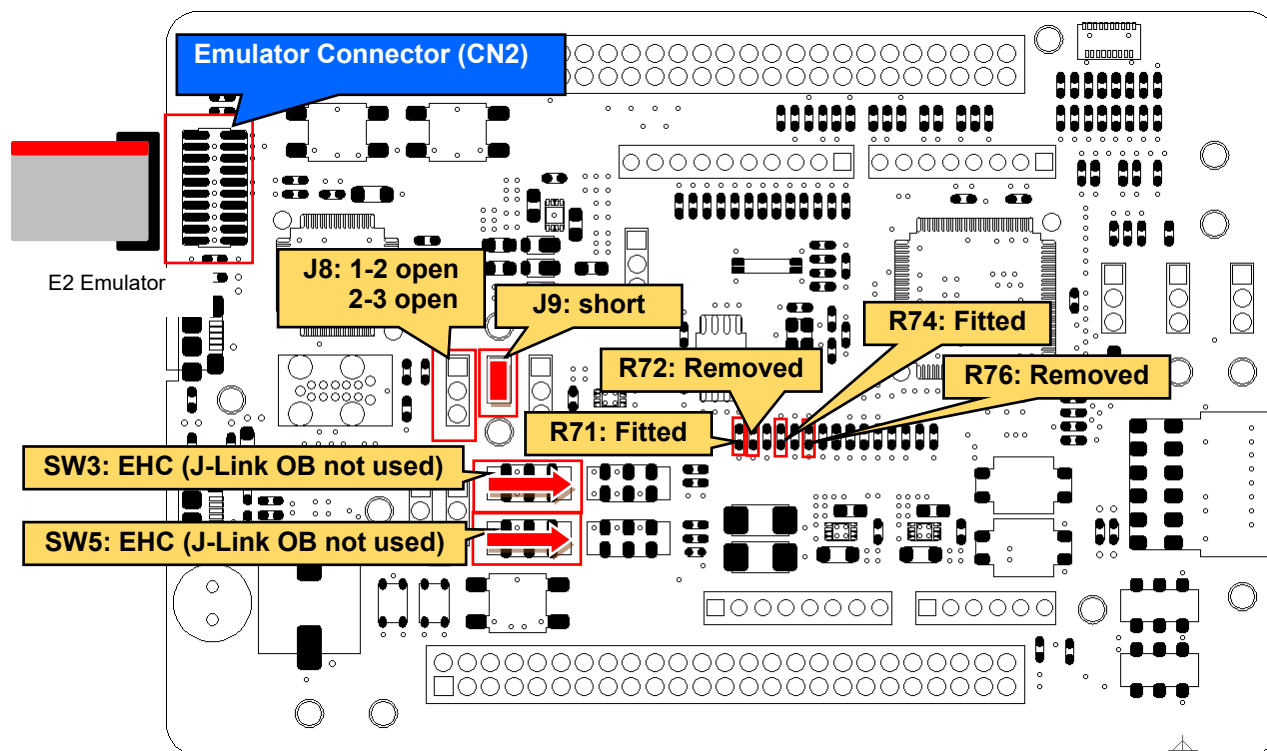 Emulator Connector (CN2)
E2 Emulator
J8: 1-2 open
2-3 open
J9: short
R74: Fitted
R72: Removed
R76: Removed
R71: Fitted
SW3: EHC (J-Link OB not used)
SW5: EHC (J-Link OB not used)